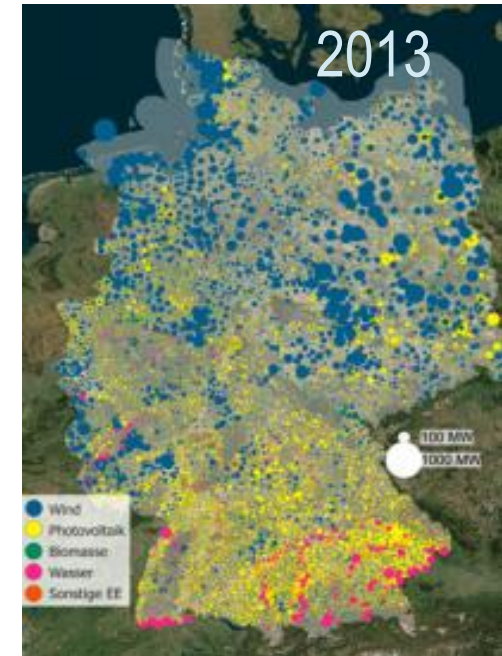 2013
100 MW
1000 MW
Wind
Photovoltaik
Biomasse
Wasser
Sonstige EE